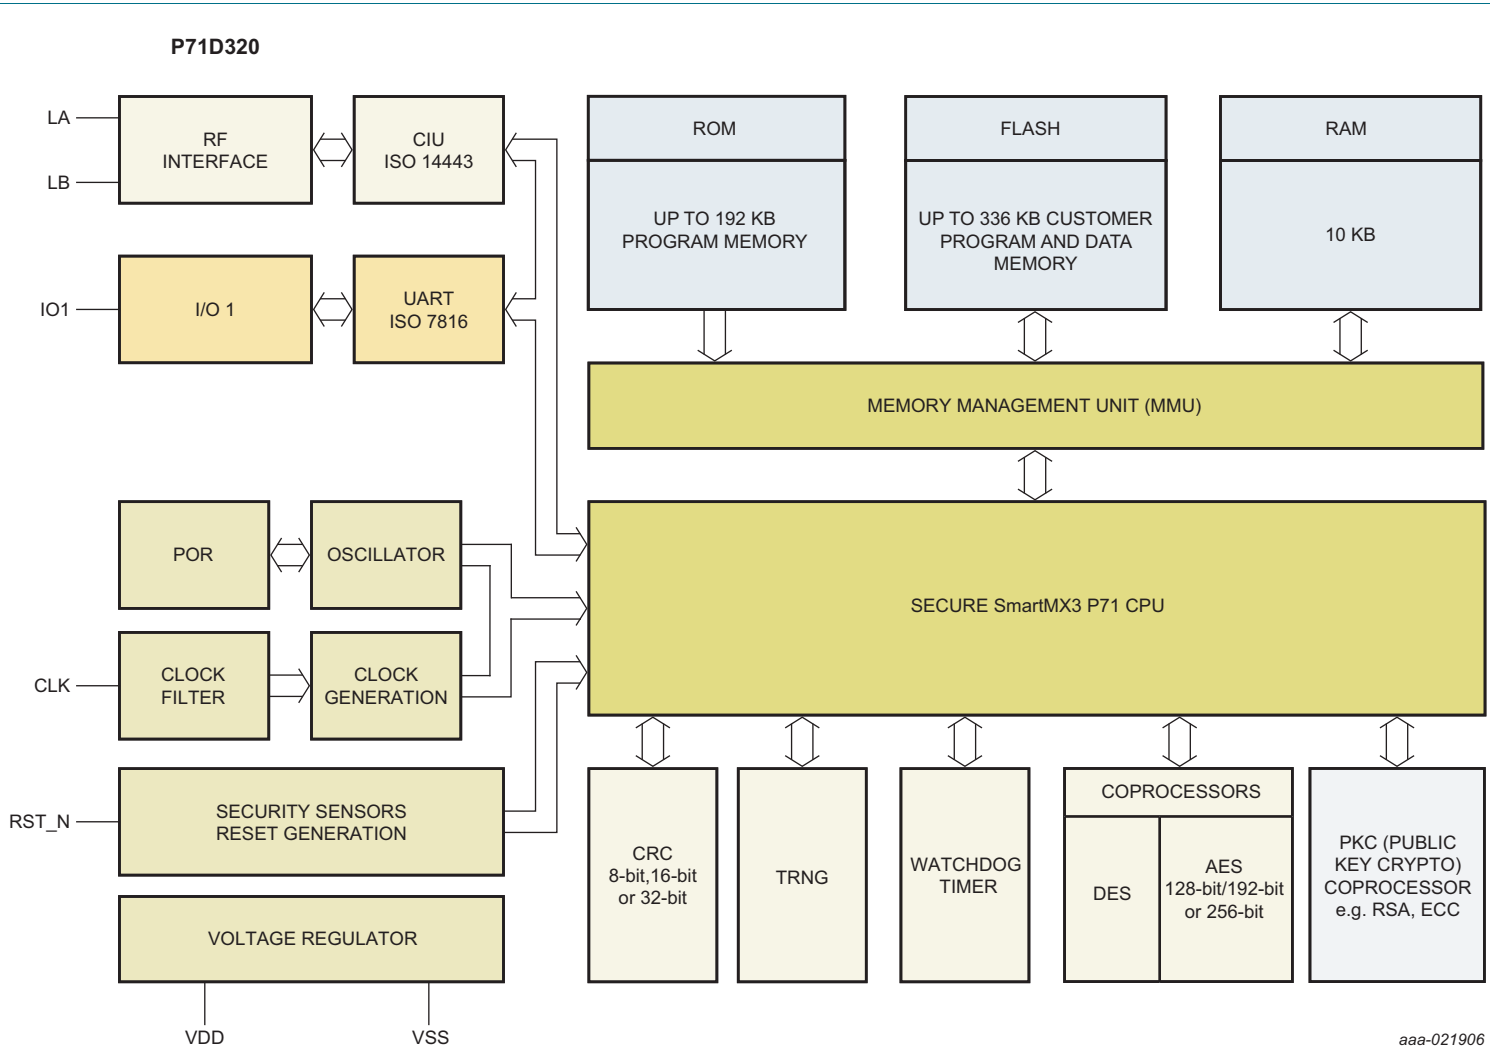 P71D320
LA
LB
RF
INTERFACE
CIU
ISO 14443
IO1
I/O 1
UART
ISO 7816
ROM
UP TO 192 KB
PROGRAM MEMORY
FLASH
UP TO 336 KB CUSTOMER
PROGRAM AND DATA
MEMORY
RAM
10 KB
MEMORY MANAGEMENT UNIT (MMU)
POR
OSCILLATOR
CLK
CLOCK
FILTER
CLOCK
GENERATION
SECURE SmartMX3 P71 CPU
RST_N
SECURITY SENSORS
RESET GENERATION
VOLTAGE REGULATOR
VDD
VSS
CRC
8-bit,16-bit
or 32-bit
TRNG
WATCHDOG
TIMER
COPROCESSORS
DES
AES
128-bit/192-bit
or 256-bit
PKC (PUBLIC
KEY CRYPTO)
COPROCESSOR
e.g. RSA, ECC
aaa-021906